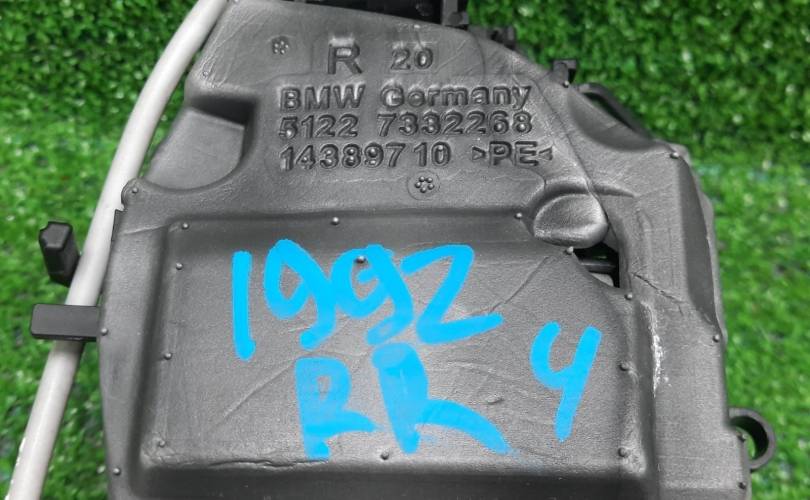 R 20
BMW Germany
5122 7332268
14389710 >PE<
1992
RR 4